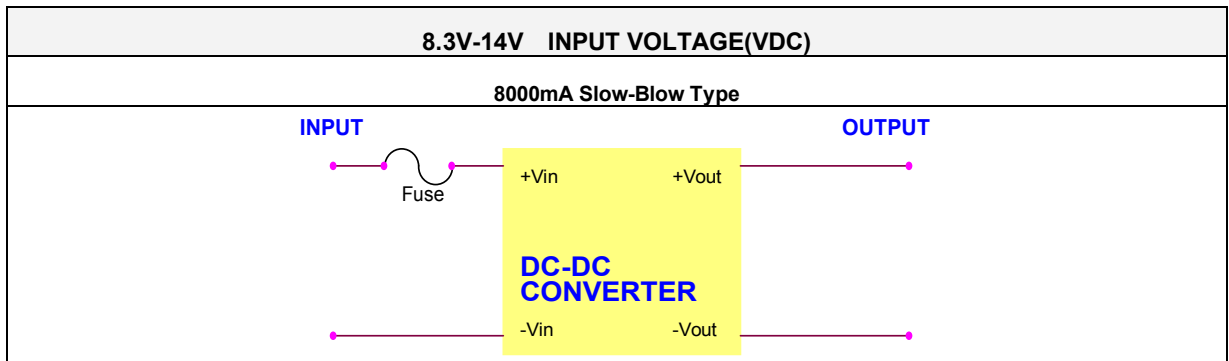 8.3V-14V INPUT VOLTAGE(VDC)
8000mA Slow-Blow Type
INPUT OUTPUT
Fuse
+Vin +Vout
DC-DC
CONVERTER
-Vin -Vout